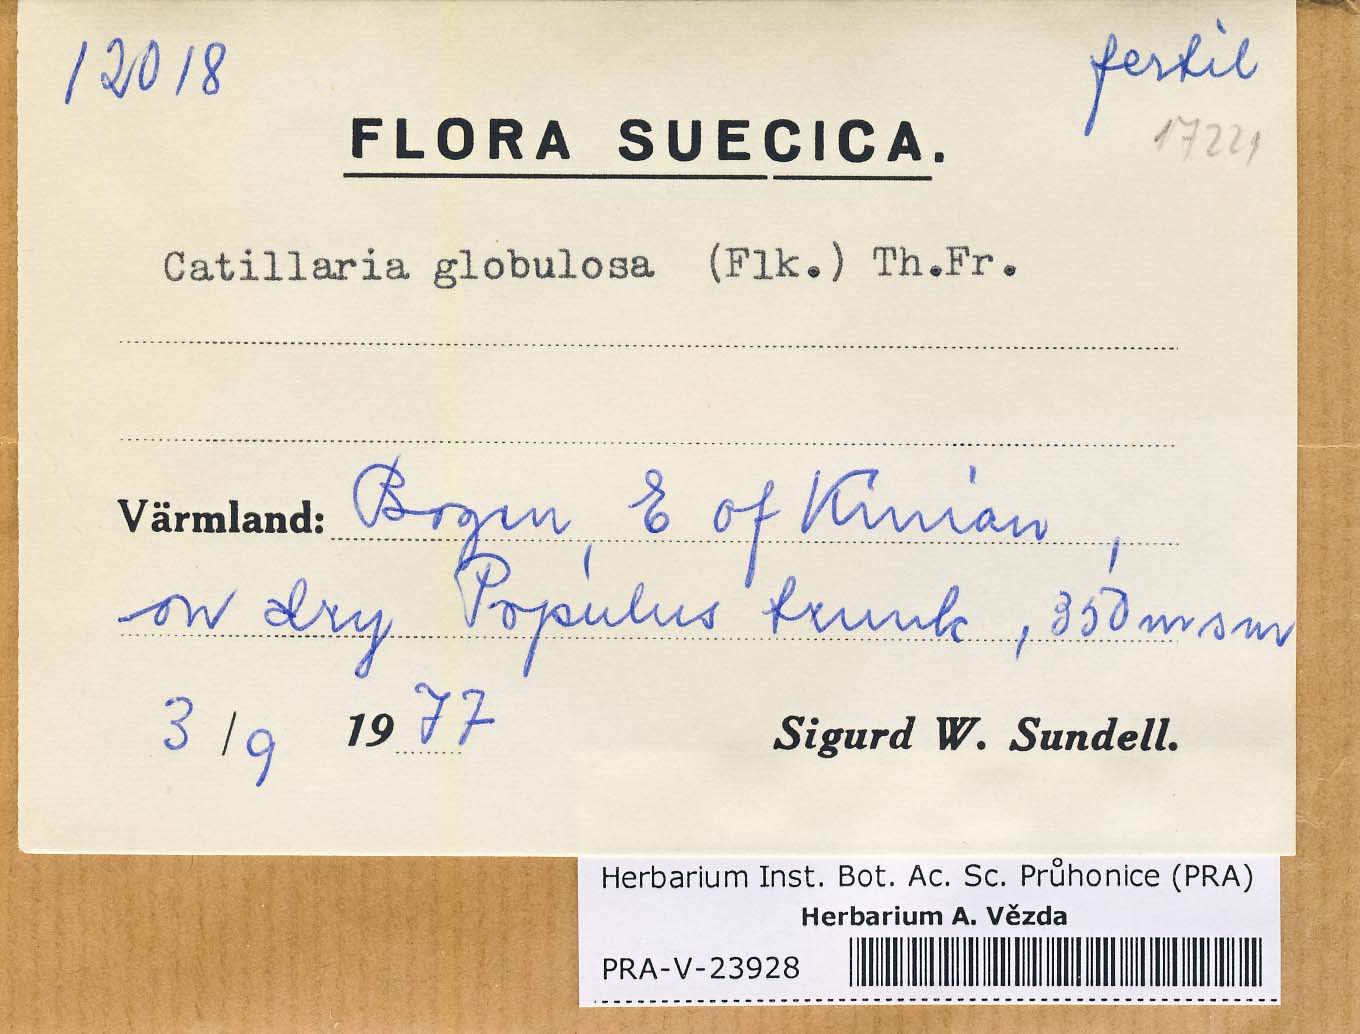 12018
fertil
17221
FLORA SUECICA.
Catillaria globulosa (Flk.) Th.Fr.
Värmland: Bogen, E of
on dry Populus trunk, 350 msm
3/9 1977
Sigurd W. Sundell.
Herbarium Inst. Bot. Ac. Sc. Průhonice (PRA)
Herbarium A. Vězda
PRA-V-23928